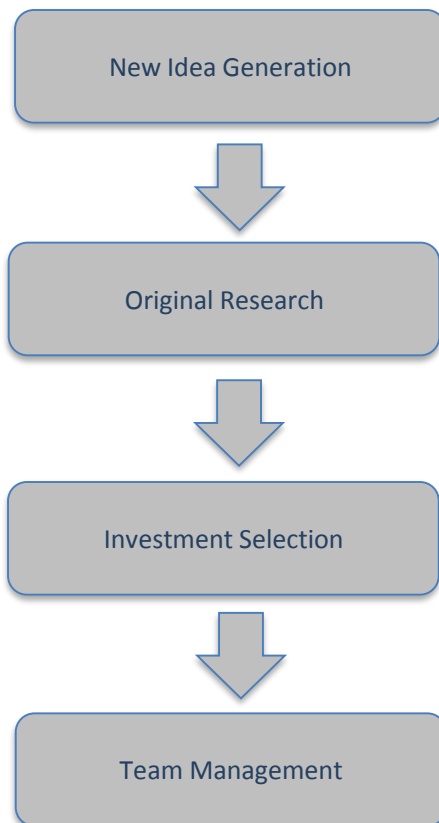 New Idea Generation
Original Research
Investment Selection
Team Management